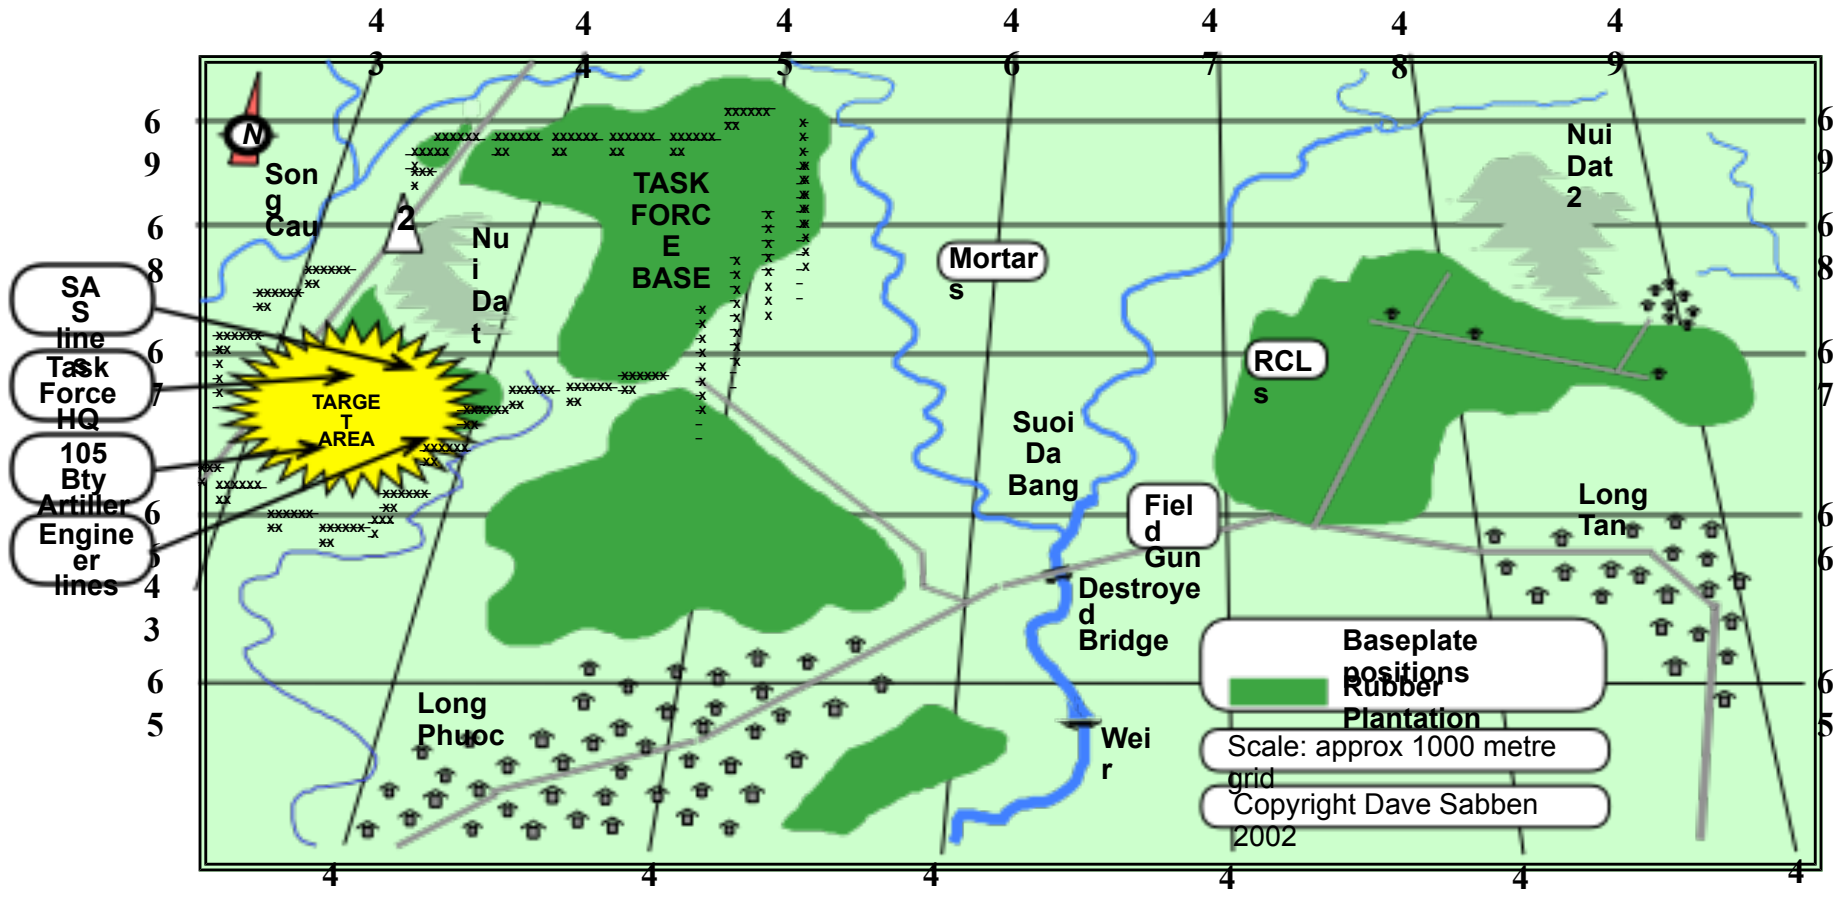 4 4 4 4 4 4 4
3 4 5 6 7 8 9
N
6
9
6
8
6
7
6
4
3
6
5
Son
g
Cau
2
Nu
i
Da
t
TASK
FORC
E
BASE
Mortar
s
Nui
Dat
2
SA
S
line
s
Task
Force
HQ
105
Bty
Artiller
Engine
er
lines
TARGE
T
AREA
RCL
s
Suoi
Da
Bang
Fiel
d
Gun
Destroye
d
Bridge
Long
Tan
Long
Phuoc
Wei
r
Baseplate
positions
Rubber
Plantation
Scale: approx 1000 metre
grid
Copyright Dave Sabben
2002
6
9
6
8
6
7
6
6
6
5
4 4 4 4 4 4